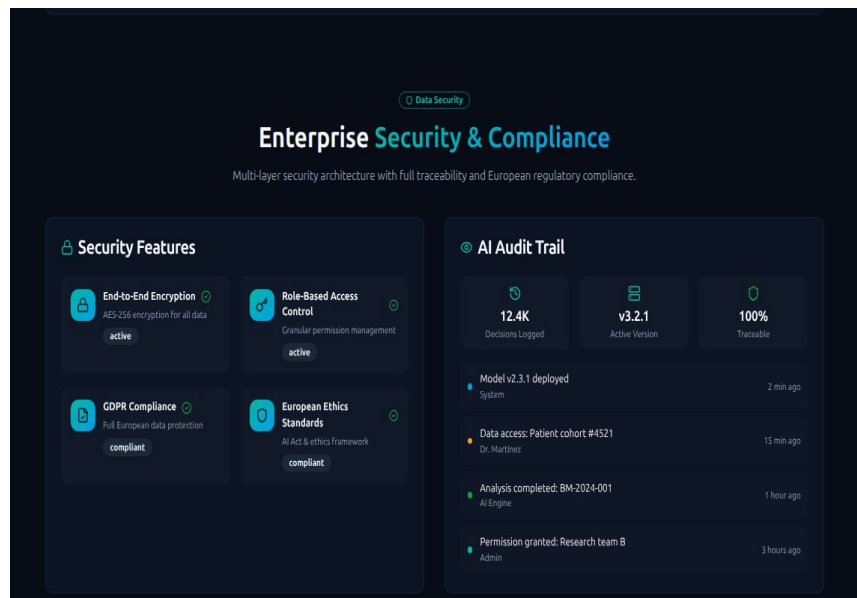 Data Security
Enterprise Security & Compliance
Multi-layer security architecture with full traceability and European regulatory compliance.
Security Features
End-to-End Encryption
AES-256 encryption for all data
active
Role-Based Access
Control
Granular permission management
active
GDPR Compliance
Full European data protection
compliant
European Ethics
Standards
AI Act & ethics framework
compliant
AI Audit Trail
12.4K
Decisions Logged
v3.2.1
Active Version
100%
Traceable
Model v2.3.1 deployed
System
2 min ago
Data access: Patient cohort #4521
Dr. Martinez
15 min ago
Analysis completed: BM-2024-001
AI Engine
1 hour ago
Permission granted: Research team B
Admin
3 hours ago